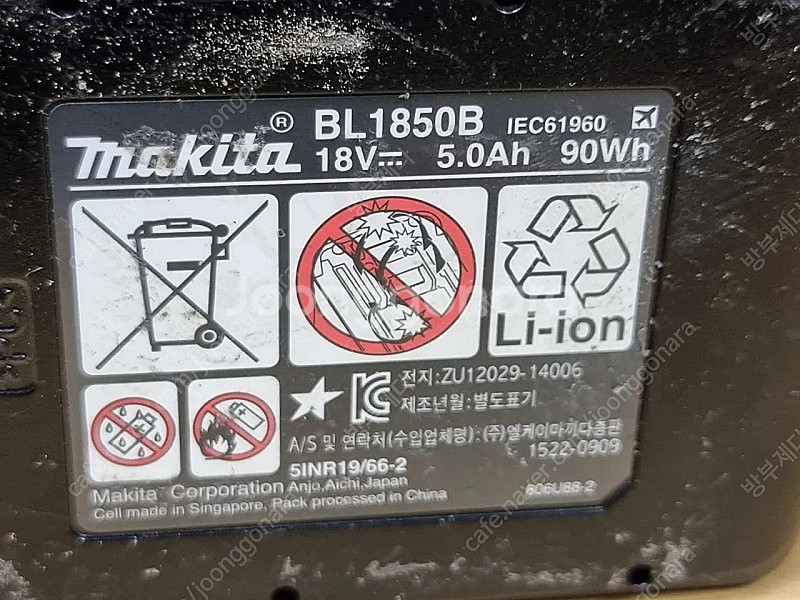 makita® BL1850B IEC61960
18V 5.0Ah 90Wh
Li-ion
전지:ZU12029-14006
제조년월:별도표기
A/S 및 연락처(수입업체명):(주)엘케이마끼다총판
1522-0909
5INR19/66-2
Makita Corporation Anjo,Aichi,Japan
Cell made in Singapore, Pack processed in China
606U88-2
Joonggonara